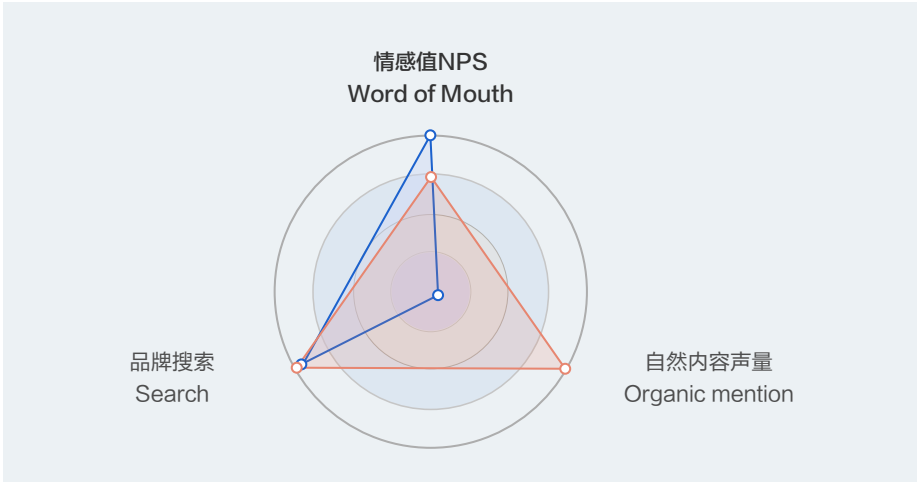 情感值NPS
Word of Mouth
品牌搜索
Search
自然内容声量
Organic mention